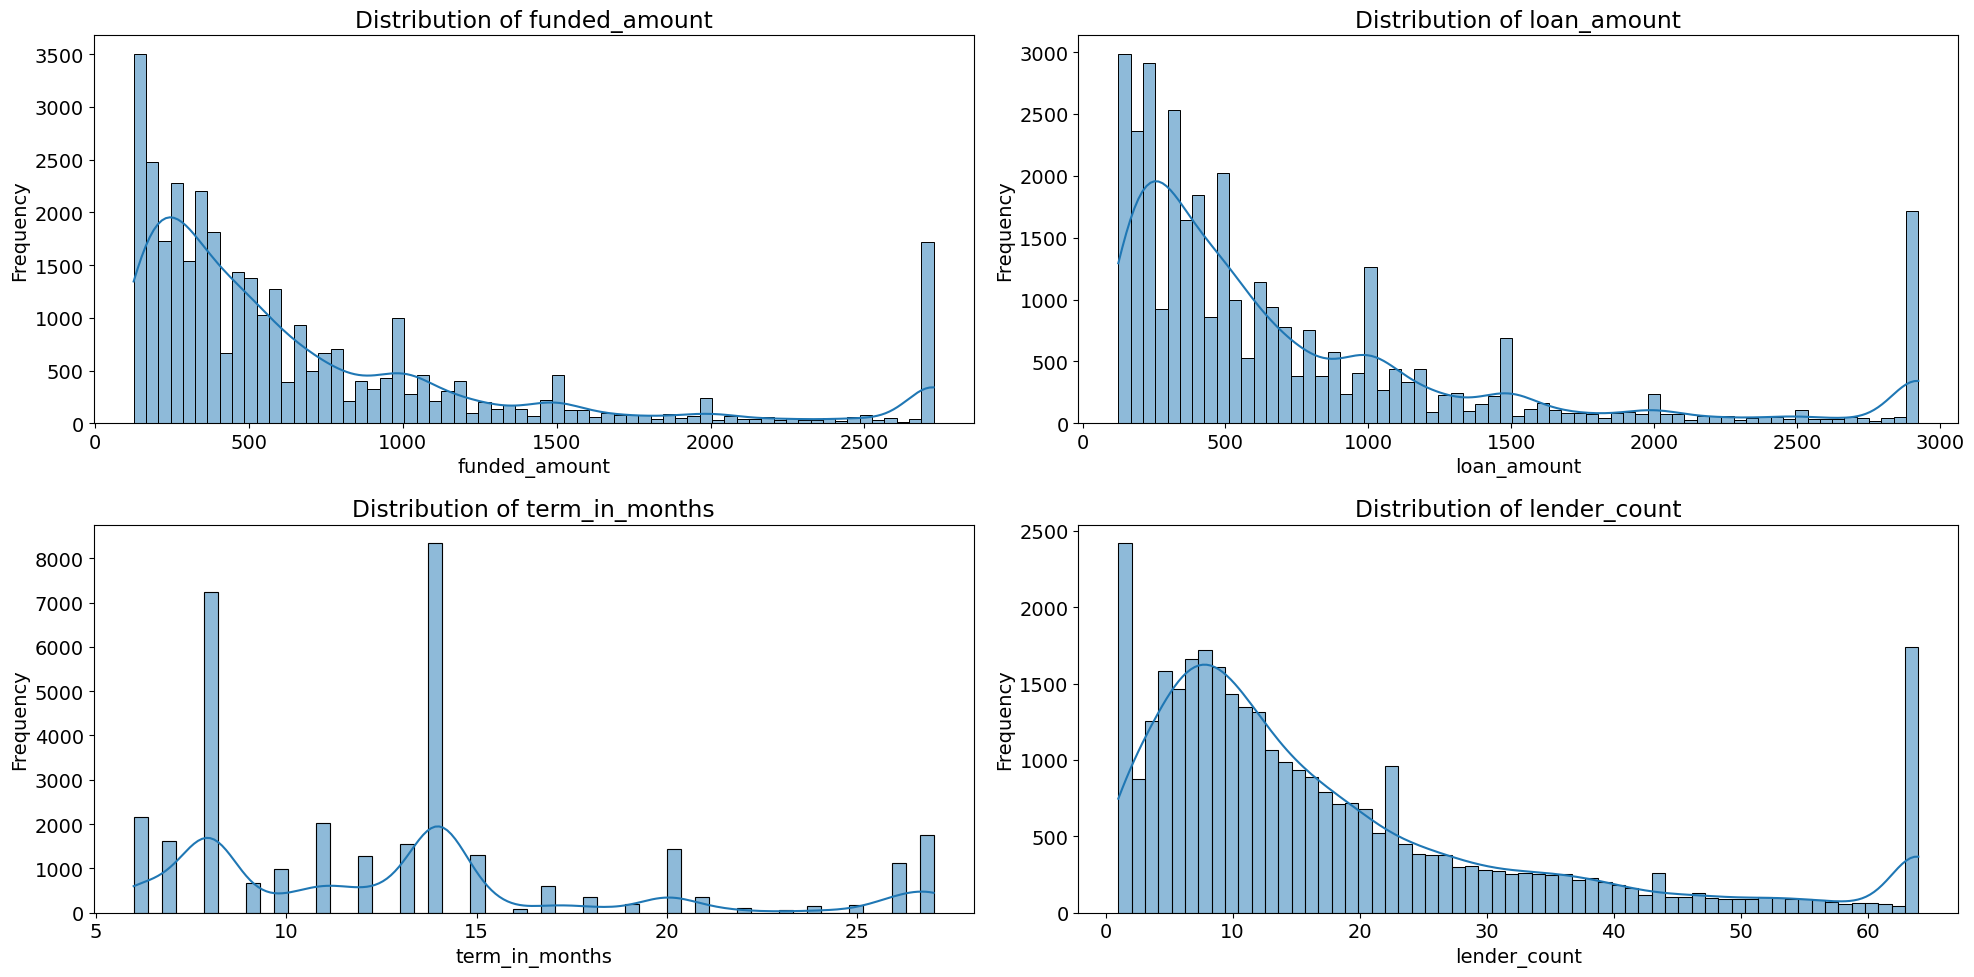 Distribution of funded_amount
Frequency
3500
3000
2500
2000
1500
1000
500
0
0 500 1000 1500 2000 2500
funded_amount
Distribution of loan_amount
Frequency
3000
2500
2000
1500
1000
500
0
0 500 1000 1500 2000 2500 3000
loan_amount
Distribution of term_in_months
Frequency
8000
7000
6000
5000
4000
3000
2000
1000
0
5 10 15 20 25
term_in_months
Distribution of lender_count
Frequency
2500
2000
1500
1000
500
0
0 10 20 30 40 50 60
lender_count